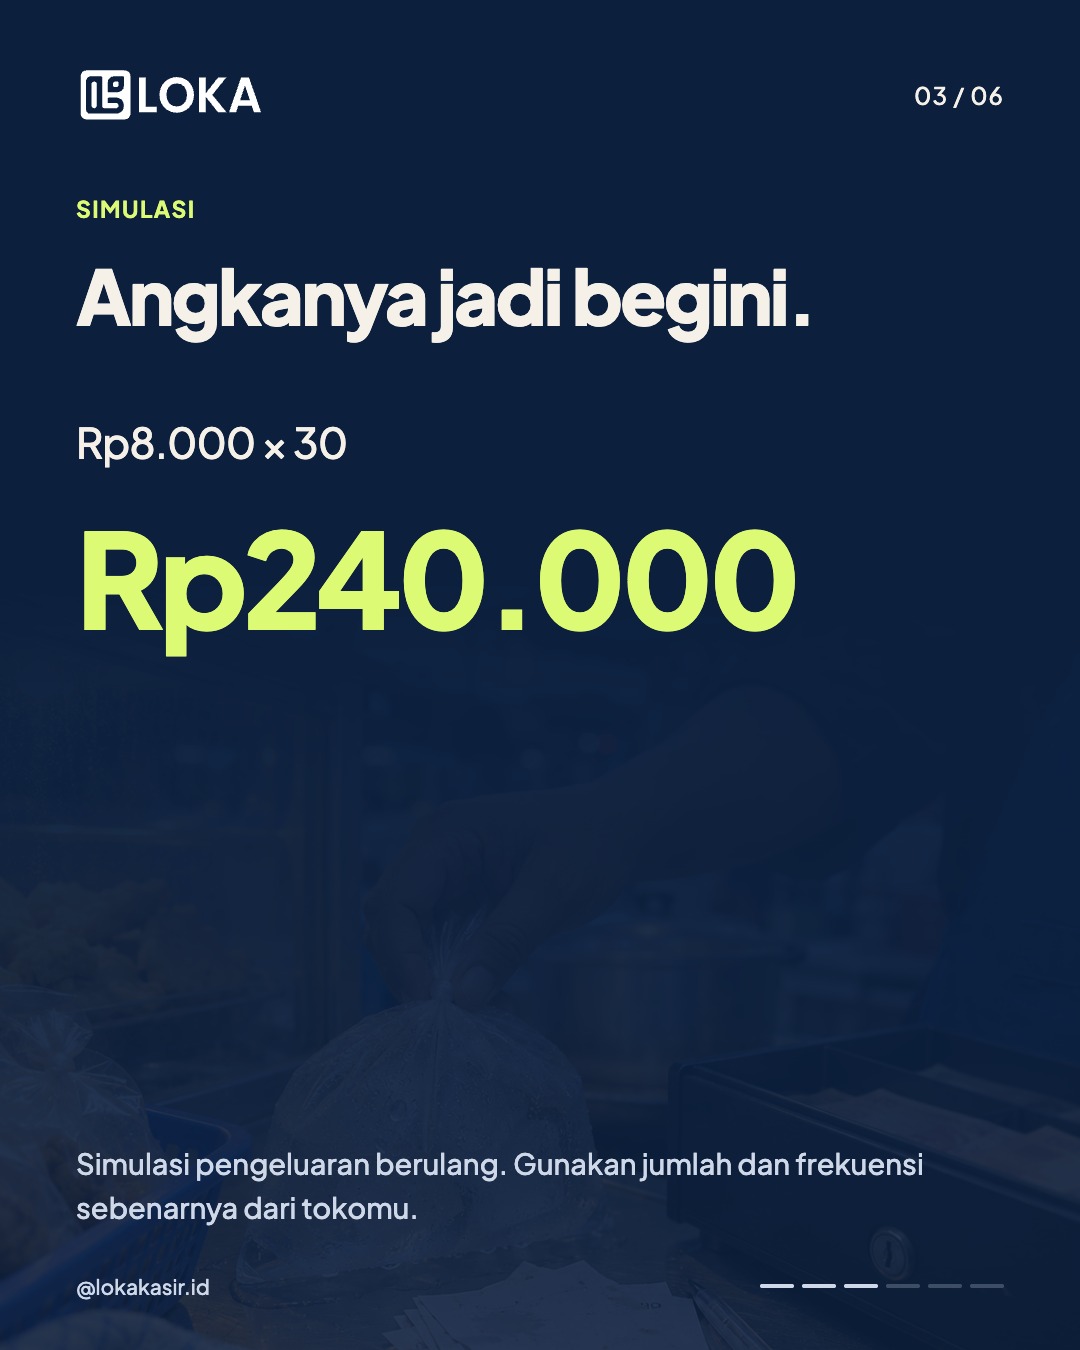 LOKA
03 / 06
SIMULASI
Angkanya jadi begini.
Rp8.000 × 30
Rp240.000
Simulasi pengeluaran berulang. Gunakan jumlah dan frekuensi
sebenarnya dari tokomu.
@lokakasir.id